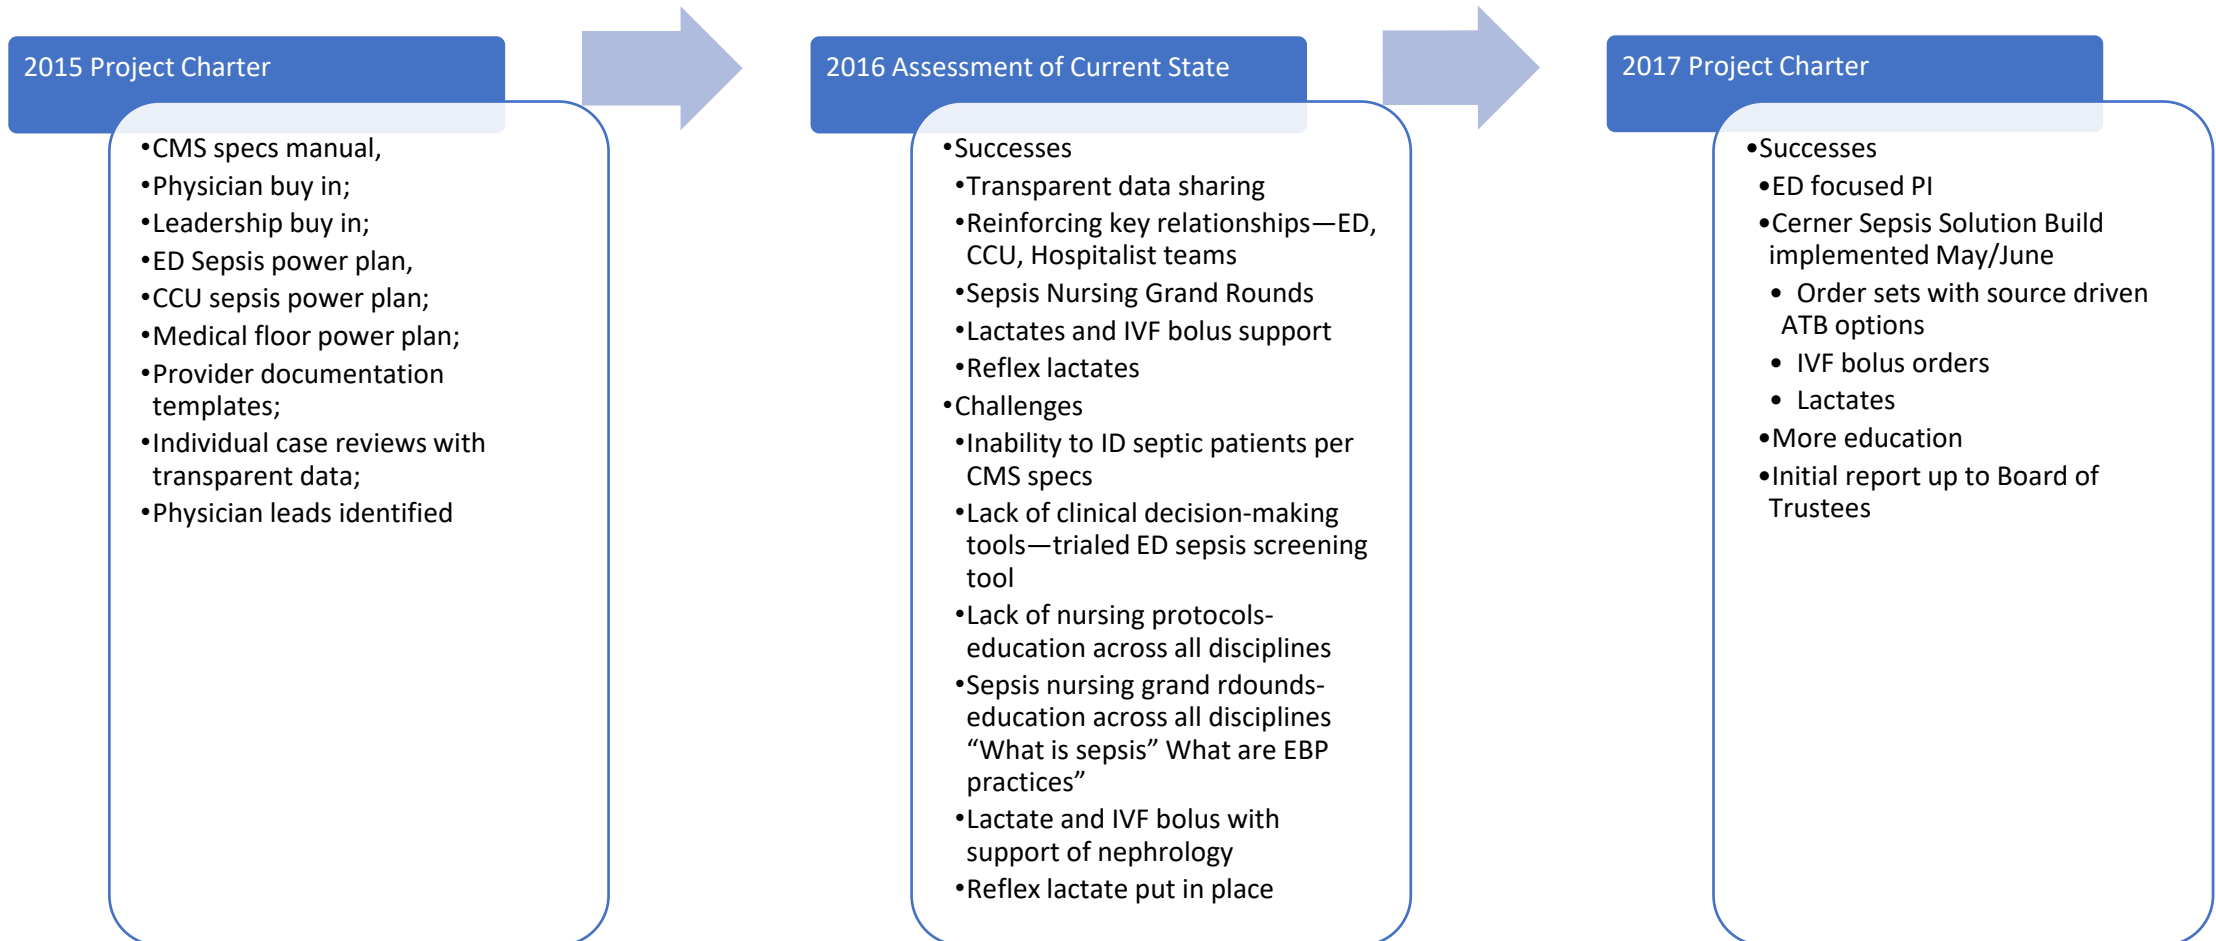 2015 Project Charter
•CMS specs manual,
•Physician buy in;
•Leadership buy in;
•ED Sepsis power plan,
•CCU sepsis power plan;
•Medical floor power plan;
•Provider documentation
templates;
•Individual case reviews with
transparent data;
•Physician leads identified
2016 Assessment of Current State
•Successes
•Transparent data sharing
•Reinforcing key relationships—ED,
CCU, Hospitalist teams
•Sepsis Nursing Grand Rounds
•Lactates and IVF bolus support
•Reflex lactates
•Challenges
•Inability to ID septic patients per
CMS specs
•Lack of clinical decision-making
tools—trialed ED sepsis screening
tool
•Lack of nursing protocols-
education across all disciplines
•Sepsis nursing grand rdounds-
education across all disciplines
“What is sepsis” What are EBP
practices”
•Lactate and IVF bolus with
support of nephrology
•Reflex lactate put in place
2017 Project Charter
•Successes
•ED focused PI
•Cerner Sepsis Solution Build
implemented May/June
• Order sets with source driven
ATB options
• IVF bolus orders
• Lactates
•More education
•Initial report up to Board of
Trustees